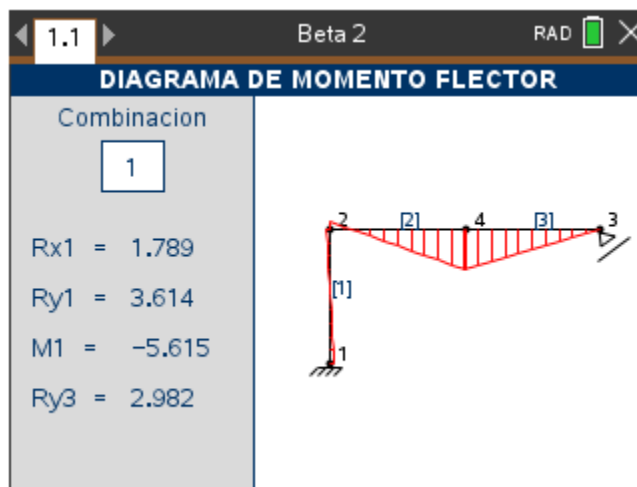 1.1 Beta 2 RAD
DIAGRAMA DE MOMENTO FLECTOR
Combinacion
1
Rx1 = 1.789
Ry1 = 3.614
M1 = -5.615
Ry3 = 2.982
2 [2] 4 [3] 3
[1]
1